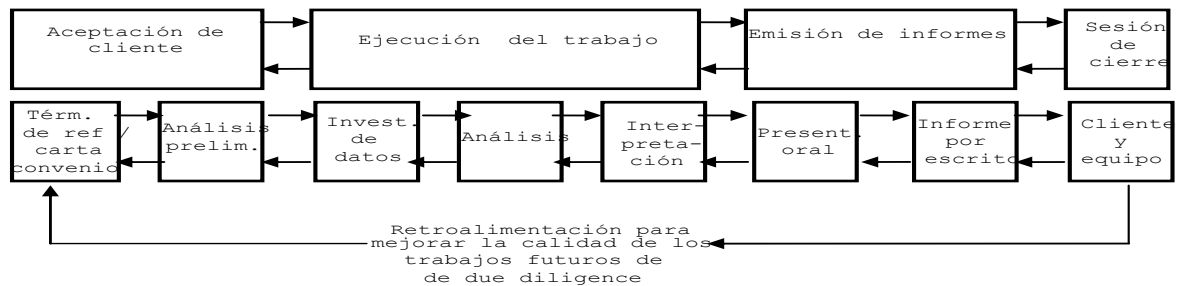 Aceptación de
cliente
Ejecución del trabajo
Emisión de informes
Sesión
de
cierre
Térm.
de ref /
carta
convenio
Análisis
prelim.
Invest.
de
datos
Análisis
Inter-
preta-
ción
Present.
oral
Informe
por
escrito
Cliente
y
equipo
Retroalimentación para
mejorar la calidad de los
trabajos futuros de
de due diligence